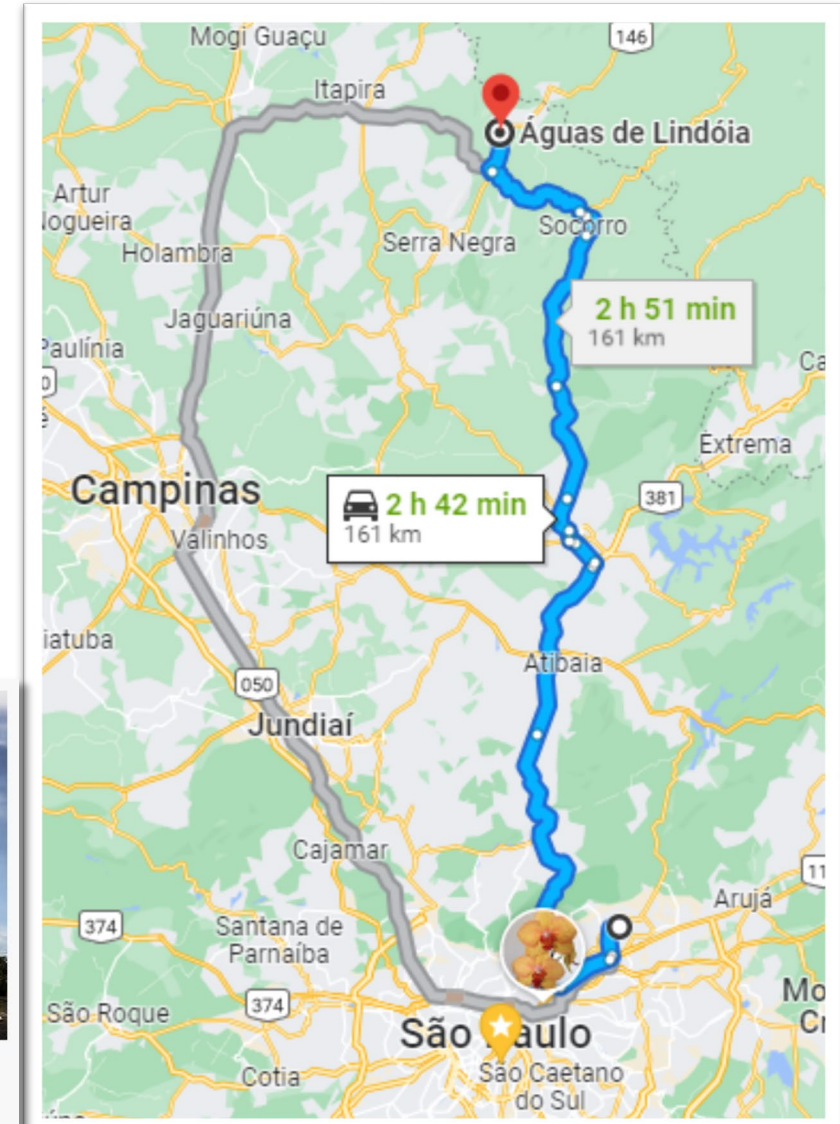 Mogi Guaçu
146
Itapira
Águas de Lindóia
Artur
Nogueira
Holambra
Serra Negra
Socorro
Jaguariúna
2 h 51 min
161 km
Paulínia
Extrema
Campinas
2 h 42 min
161 km
381
Valinhos
iatuba
Atibaia
050
Jundiaí
Cajamar
Arujá
374
Santana de
Parnaíba
São Roque
374
São Paulo
Cotia
São Caetano
do Sul